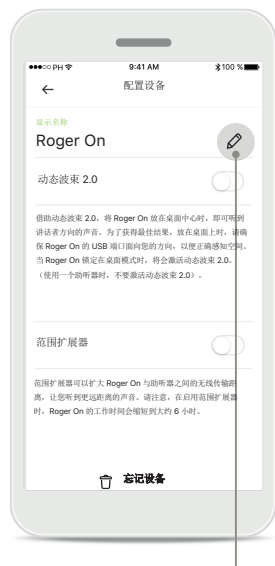 PH 9:41 AM 100 %
配置设备
显示名称
Roger On
动态波束 2.0
借助动态波束 2.0，将 Roger On 放在桌面中心时，即可听到
讲话者方向的声音。为了获得最佳结果，放在桌面上时，请确
保 Roger On 的 USB 端口面向您的方向，以便正确感知空间。
当 Roger On 锁定在桌面模式时，将会激活动态波束 2.0。
（使用一个助听器时，不要激活动态波束 2.0）。
范围扩展器
范围扩展器可以扩大 Roger On 与助听器之间的无线传输距
离，让您听到更远距离的声音。请注意，在启用范围扩展器
时，Roger On 的工作时间会缩短到大约 6 小时。
忘记设备